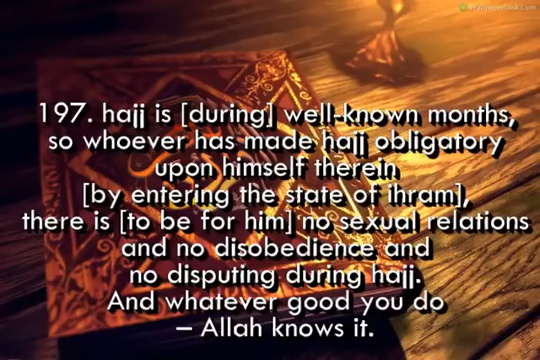 WallpapersDisk.Com
197. hajj is [during] well-known months,
so whoever has made hajj obligatory
upon himself therein
[by entering the state of ihram],
there is [to be for him] no sexual relations
and no disobedience and
no disputing during hajj.
And whatever good you do
– Allah knows it.